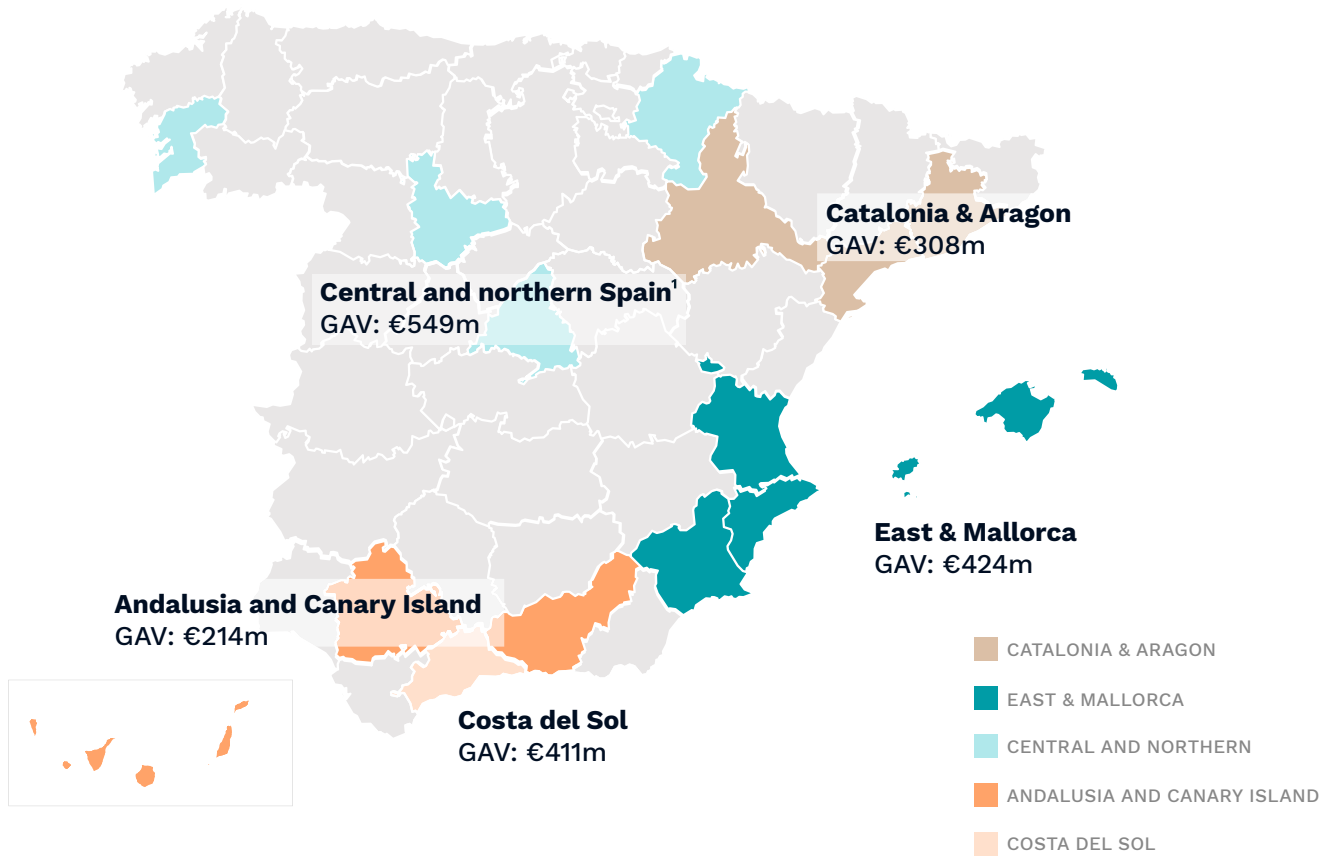 Catalonia & Aragon
GAV: €308m
Central and northern Spain¹
GAV: €549m
East & Mallorca
GAV: €424m
Andalusia and Canary Island
GAV: €214m
Costa del Sol
GAV: €411m
CATALONIA & ARAGON
EAST & MALLORCA
CENTRAL AND NORTHERN
ANDALUSIA AND CANARY ISLAND
COSTA DEL SOL